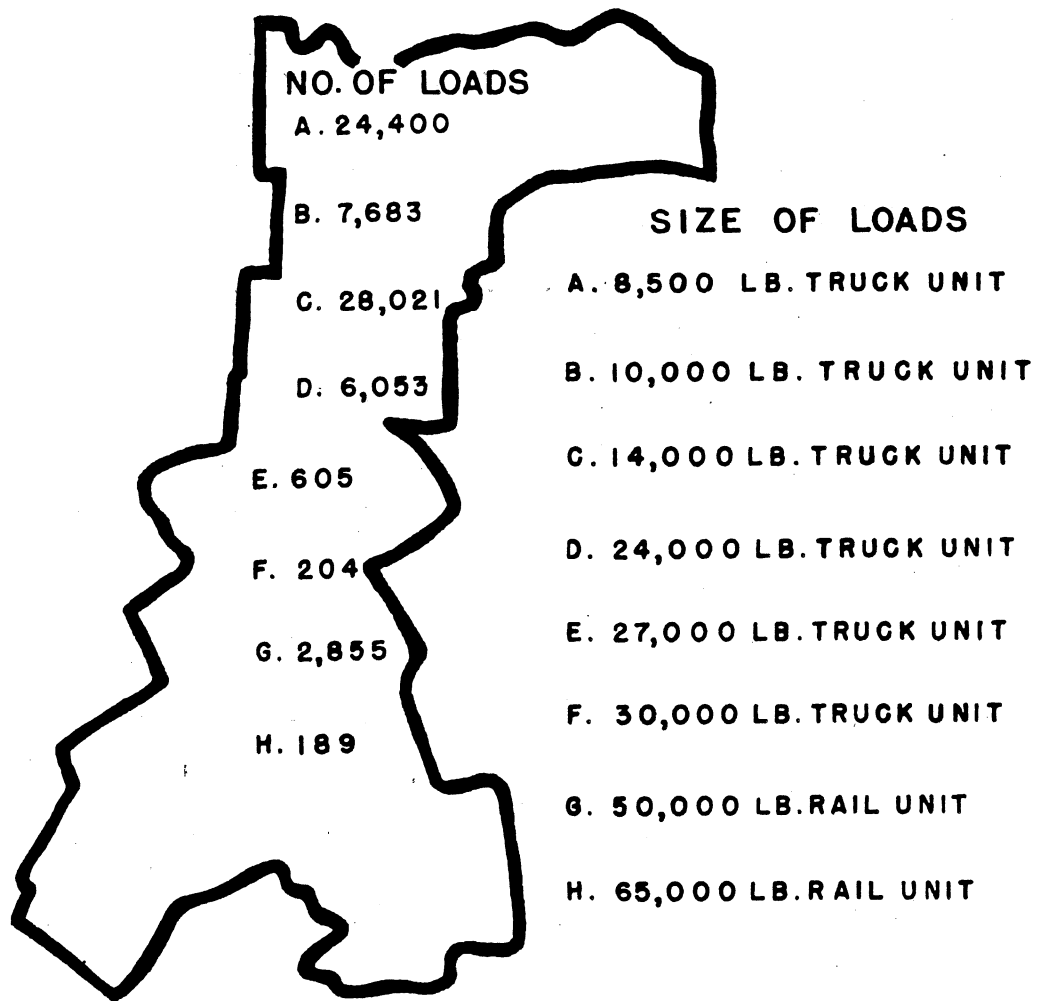 NO. OF LOADS
A. 24,400
B. 7,683
C. 28,021
D. 6,053
E. 605
F. 204
G. 2,855
H. 189
SIZE OF LOADS
A. 8,500 LB. TRUCK UNIT
B. 10,000 LB. TRUCK UNIT
C. 14,000 LB. TRUCK UNIT
D. 24,000 LB. TRUCK UNIT
E. 27,000 LB. TRUCK UNIT
F. 30,000 LB. TRUCK UNIT
G. 50,000 LB. RAIL UNIT
H. 65,000 LB. RAIL UNIT